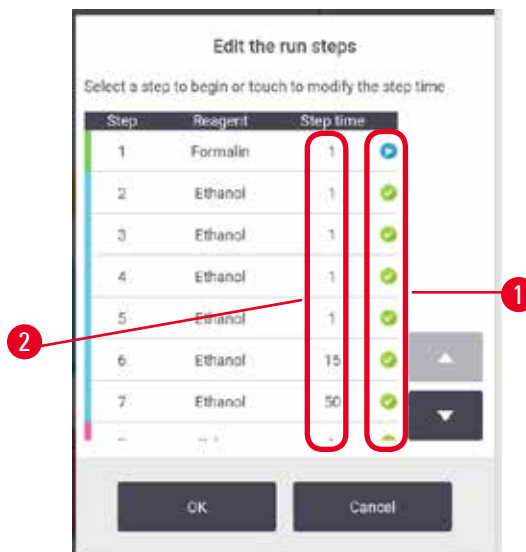 Edit the run steps
Select a step to begin or touch to modify the step time
Step Reagent Step time
1 Formalin 1
2 Ethanol 1
3 Ethanol 1
4 Ethanol 1
5 Ethanol 1
6 Ethanol 15
7 Ethanol 50
1
2
OK Cancel